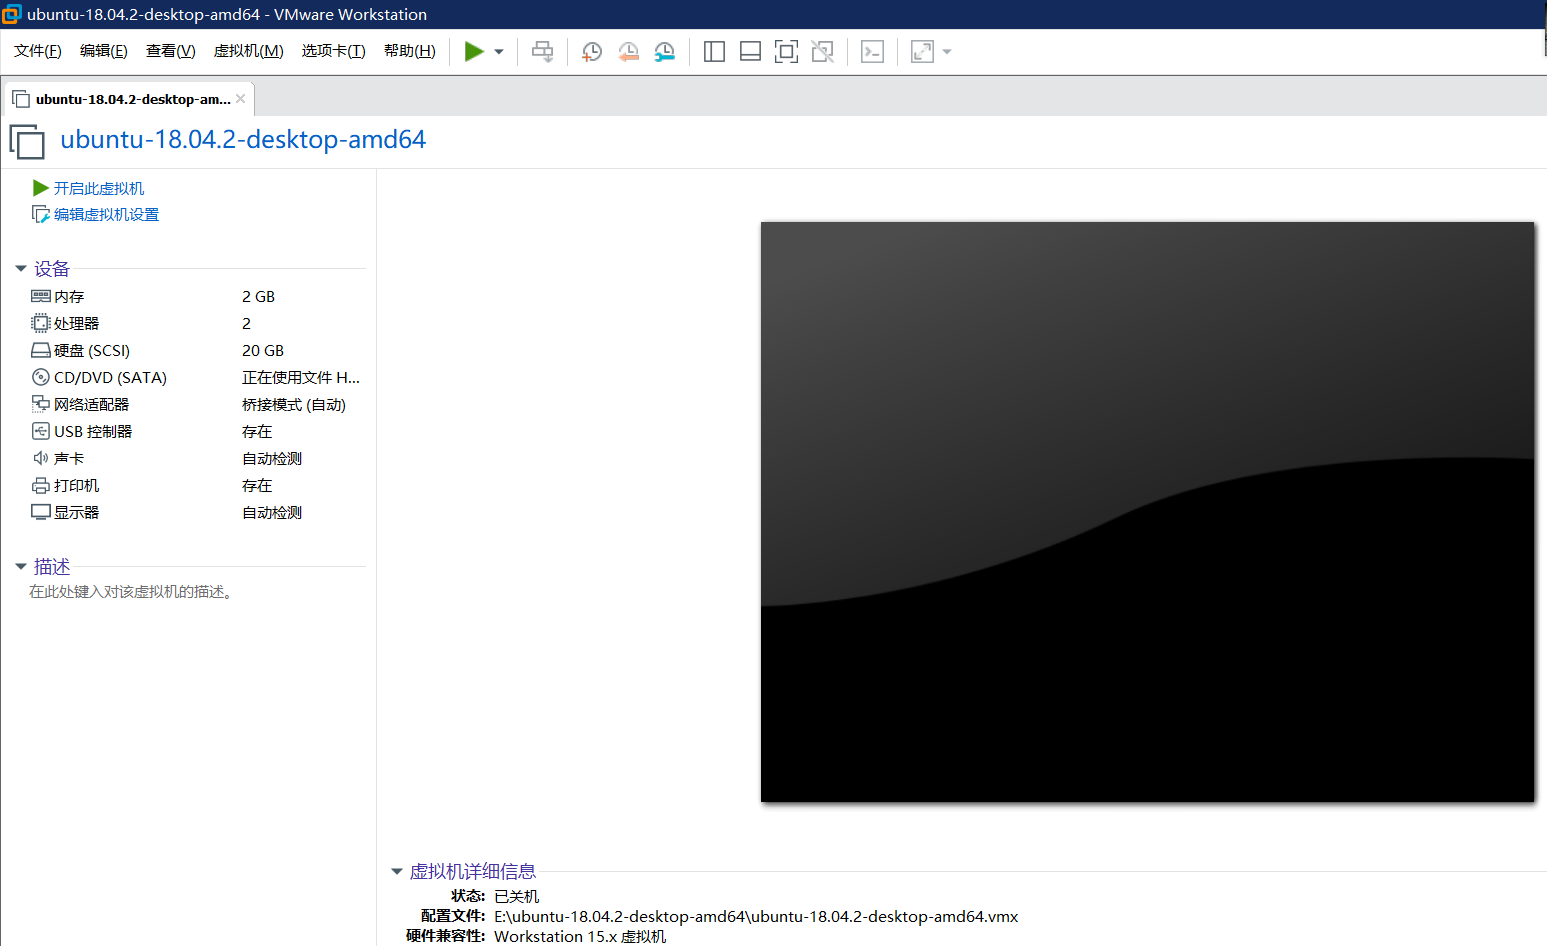 ubuntu-18.04.2-desktop-amd64 - VMware Workstation
文件(F) 编辑(E) 查看(V) 虚拟机(M) 选项卡(T) 帮助(H)
ubuntu-18.04.2-desktop-am...
ubuntu-18.04.2-desktop-amd64
开启此虚拟机
编辑虚拟机设置
设备
内存 2 GB
处理器 2
硬盘 (SCSI) 20 GB
CD/DVD (SATA) 正在使用文件 H...
网络适配器 桥接模式 (自动)
USB 控制器 存在
声卡 自动检测
打印机 存在
显示器 自动检测
描述
在此处键入对该虚拟机的描述。
虚拟机详细信息
状态: 已关机
配置文件: E:\ubuntu-18.04.2-desktop-amd64\ubuntu-18.04.2-desktop-amd64.vmx
硬件兼容性: Workstation 15.x 虚拟机